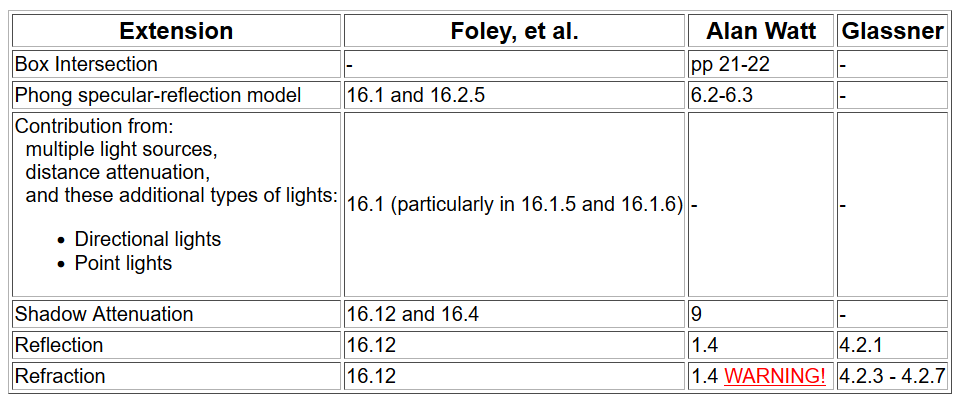 Extension Foley, et al. Alan Watt Glassner
Box Intersection - pp 21-22 -
Phong specular-reflection model 16.1 and 16.2.5 6.2-6.3 -
Contribution from:
multiple light sources,
distance attenuation,
and these additional types of lights:
• Directional lights
• Point lights
16.1 (particularly in 16.1.5 and 16.1.6) - -
Shadow Attenuation 16.12 and 16.4 9 -
Reflection 16.12 1.4 4.2.1
Refraction 16.12 1.4 WARNING! 4.2.3 - 4.2.7